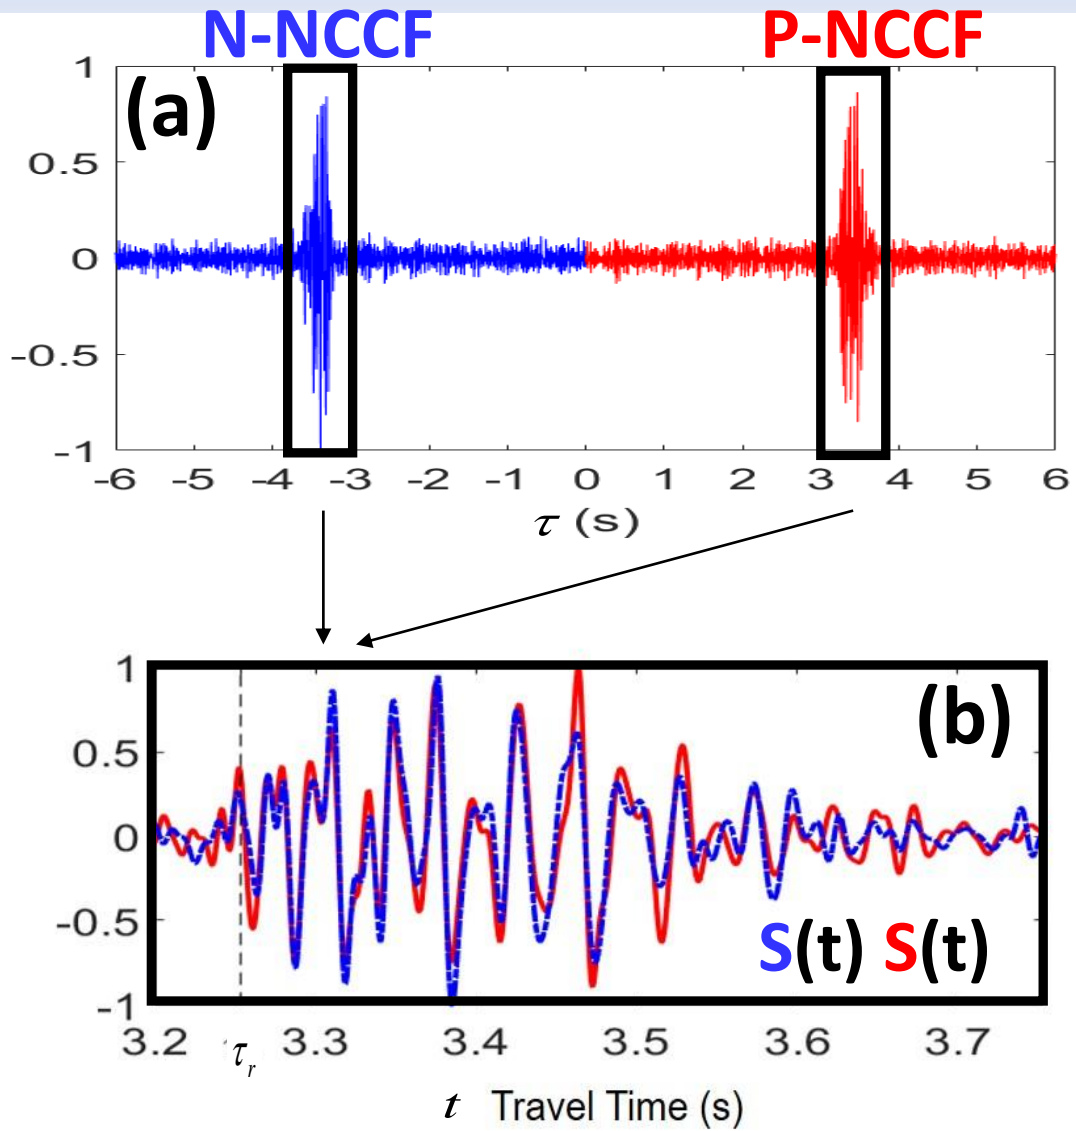 N-NCCF P-NCCF
(a)
1
0.5
0
-0.5
-1
-6 -5 -4 -3 -2 -1 0 1 2 3 4 5 6
τ (s)
(b)
1
0.5
0
-0.5
-1
S(t) S(t)
3.2 τr 3.3 3.4 3.5 3.6 3.7
t Travel Time (s)